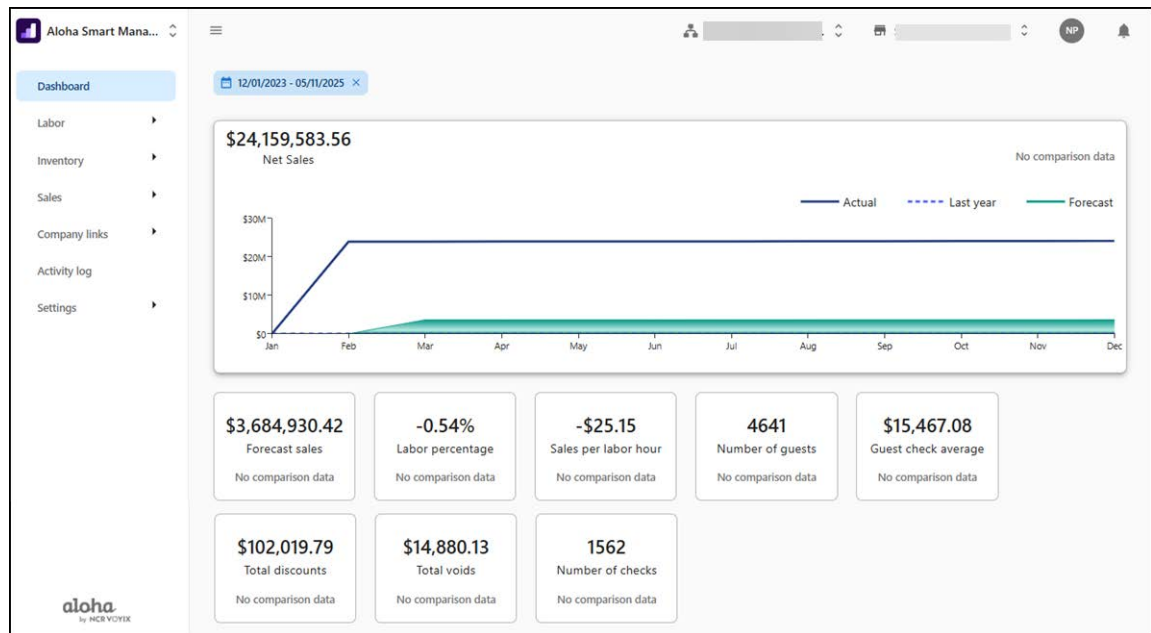 Aloha Smart Mana...
NP
Dashboard
12/01/2023 - 05/11/2025 ×
Labor
Inventory
Sales
Company links
Activity log
Settings
$24,159,583.56
Net Sales
No comparison data
Actual
Last year
Forecast
$30M
$20M
$10M
$0
Jan Feb Mar Apr May Jun Jul Aug Sep Oct Nov Dec
$3,684,930.42
Forecast sales
No comparison data
-0.54%
Labor percentage
No comparison data
-$25.15
Sales per labor hour
No comparison data
4641
Number of guests
No comparison data
$15,467.08
Guest check average
No comparison data
$102,019.79
Total discounts
No comparison data
$14,880.13
Total voids
No comparison data
1562
Number of checks
No comparison data
aloha
by NCR VOYIX